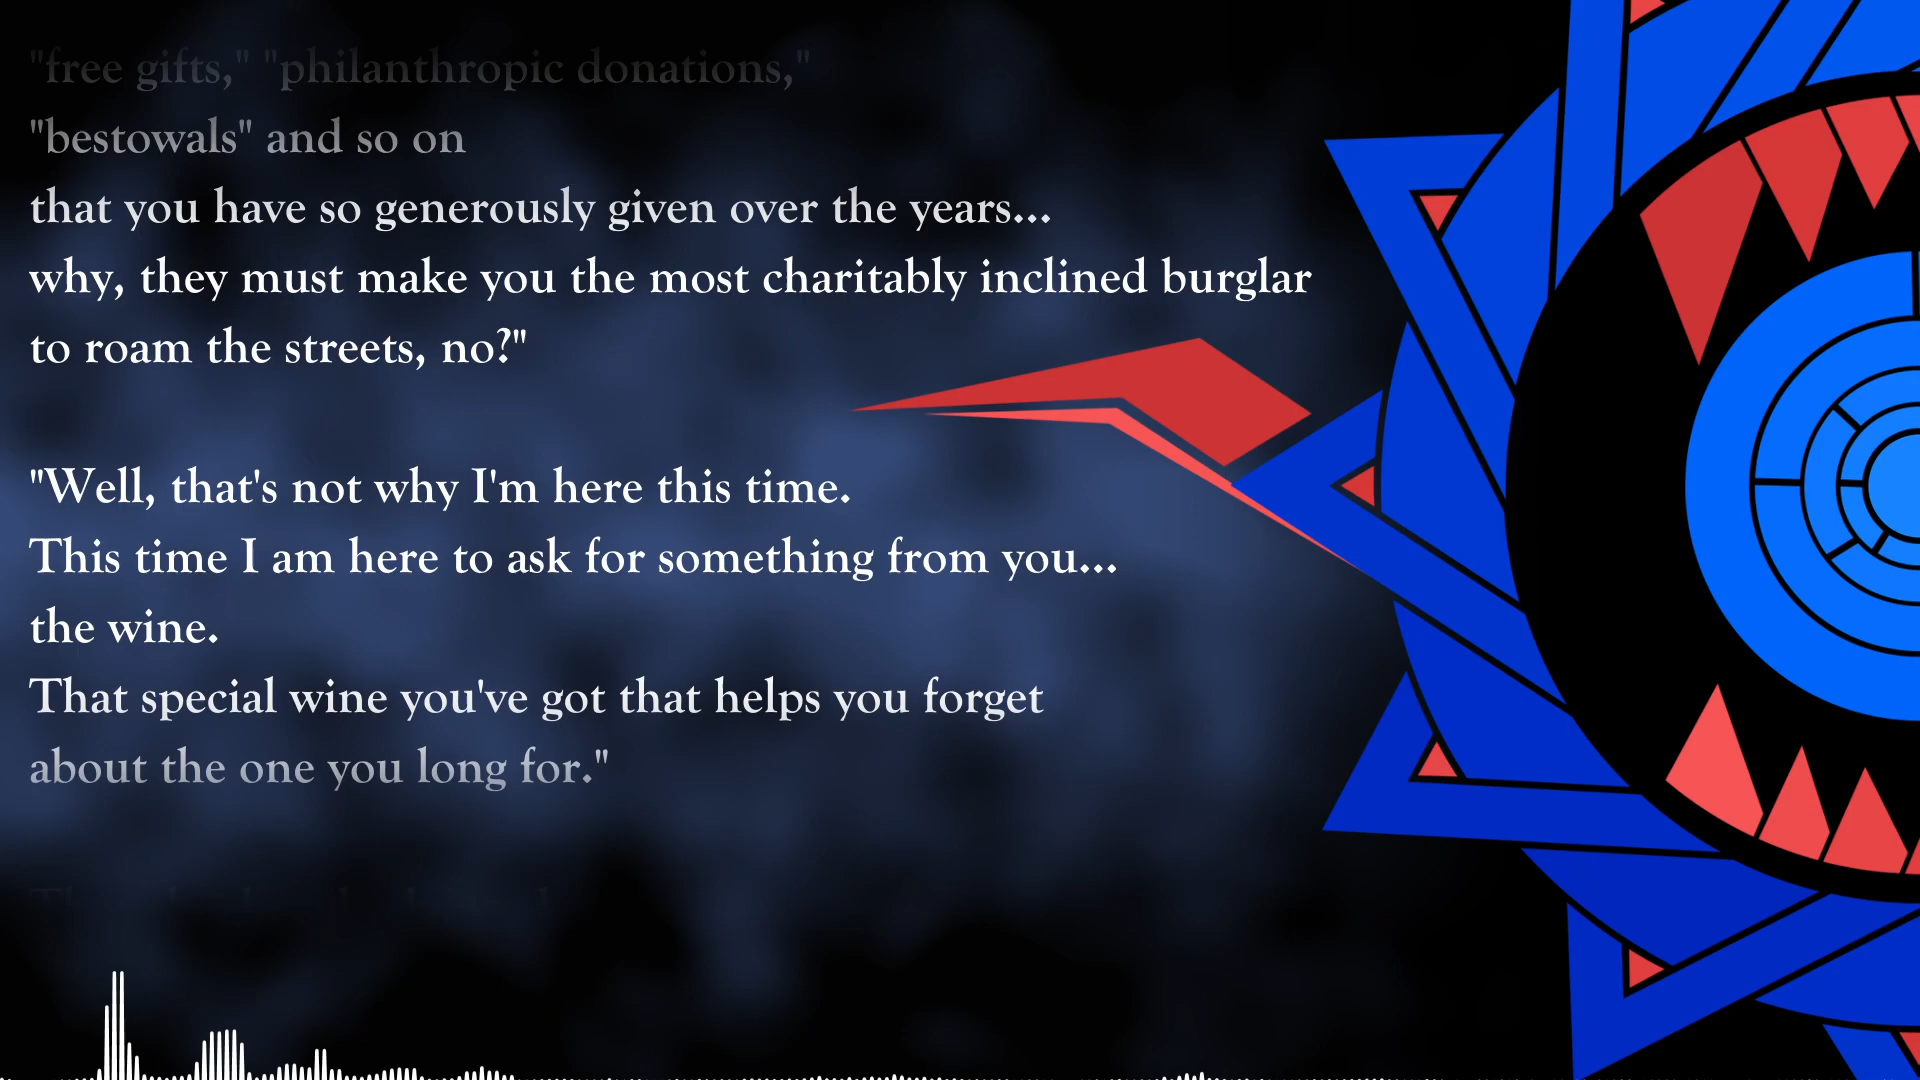 "free gifts," "philanthropic donations,"
"bestowals" and so on
that you have so generously given over the years...
why, they must make you the most charitably inclined burglar
to roam the streets, no?"
"Well, that's not why I'm here this time.
This time I am here to ask for something from you...
the wine.
That special wine you've got that helps you forget
about the one you long for."